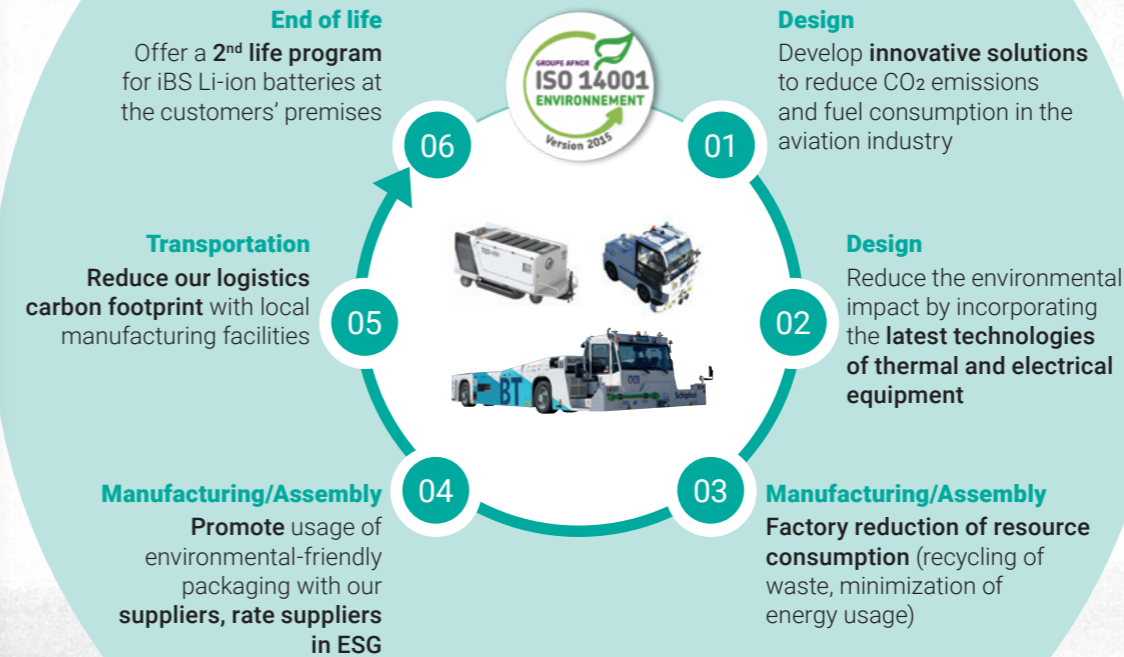 GROUPE AFNOR
ISO 14001
ENVIRONNEMENT
Version 2015
01
Design
Develop innovative solutions
to reduce CO2 emissions
and fuel consumption in the
aviation industry
02
Design
Reduce the environmental
impact by incorporating
the latest technologies
of thermal and electrical
equipment
03
Manufacturing/Assembly
Factory reduction of resource
consumption (recycling of
waste, minimization of
energy usage)
04
Manufacturing/Assembly
Promote usage of
environmental-friendly
packaging with our
suppliers, rate suppliers
in ESG
05
Transportation
Reduce our logistics
carbon footprint with local
manufacturing facilities
06
End of life
Offer a 2nd life program
for iBS Li-ion batteries at
the customers’ premises
BT
Schiphol